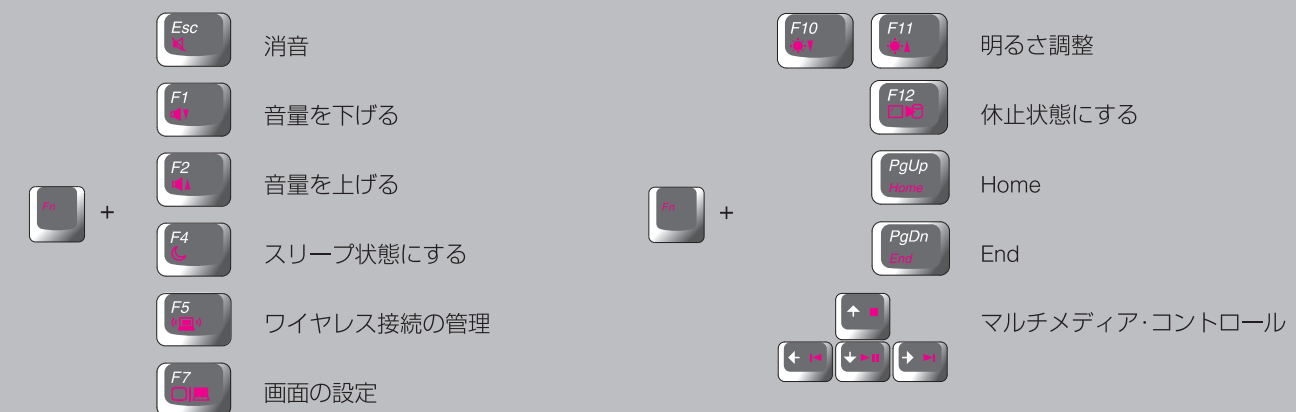 Esc 消音
F1 音量を下げる
F2 音量を上げる
Fn +
F4 スリープ状態にする
F5 ワイヤレス接続の管理
F7 画面の設定
F10 F11 明るさ調整
F12 休止状態にする
PgUp Home Home
Fn +
PgDn End End
マルチメディア・コントロール